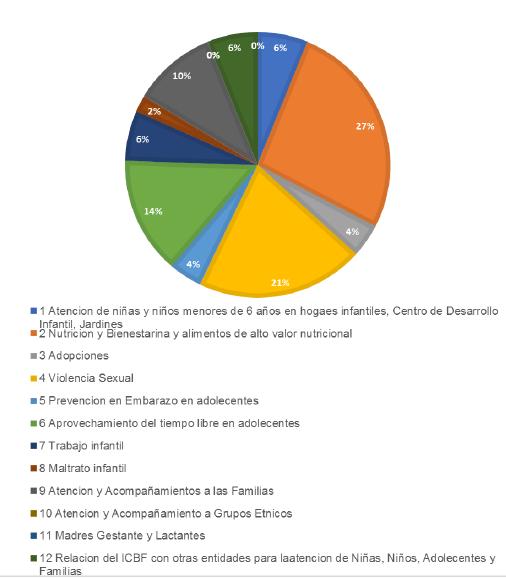 0%
6%
0%
6%
10%
27%
2%
6%
4%
14%
4%
21%
1 Atencion de niñas y niños menores de 6 años en hogaes infantiles, Centro de Desarrollo
Infantil, Jardines
2 Nutricion y Bienestarina y alimentos de alto valor nutricional
3 Adopciones
4 Violencia Sexual
5 Prevencion en Embarazo en adolecentes
6 Aprovechamiento del tiempo libre en adolecentes
7 Trabajo infantil
8 Maltrato infantil
9 Atencion y Acompañamientos a las Familias
10 Atencion y Acompañamiento a Grupos Etnicos
11 Madres Gestante y Lactantes
12 Relacion del ICBF con otras entidades para laatencion de Niñas, Niños, Adolecentes y
Familias